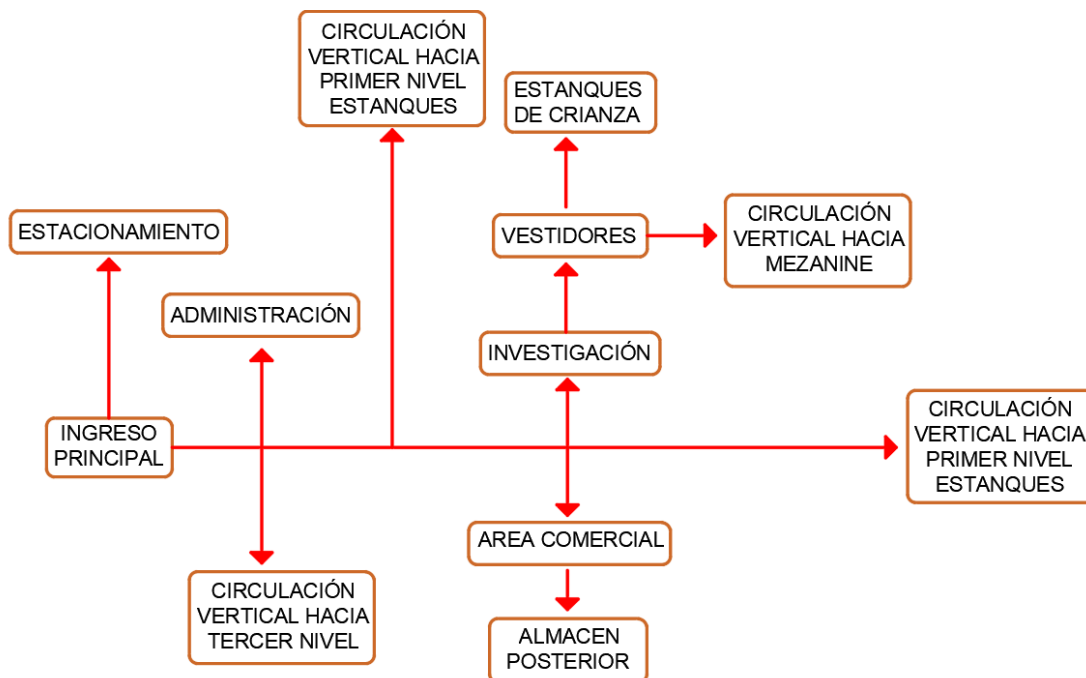 CIRCULACIÓN
VERTICAL HACIA
PRIMER NIVEL
ESTANQUES
ESTANQUES
DE CRIANZA
ESTACIONAMIENTO
VESTIDORES
CIRCULACIÓN
VERTICAL HACIA
MEZANINE
ADMINISTRACIÓN
INVESTIGACIÓN
INGRESO
PRINCIPAL
CIRCULACIÓN
VERTICAL HACIA
PRIMER NIVEL
ESTANQUES
AREA COMERCIAL
CIRCULACIÓN
VERTICAL HACIA
TERCER NIVEL
ALMACEN
POSTERIOR